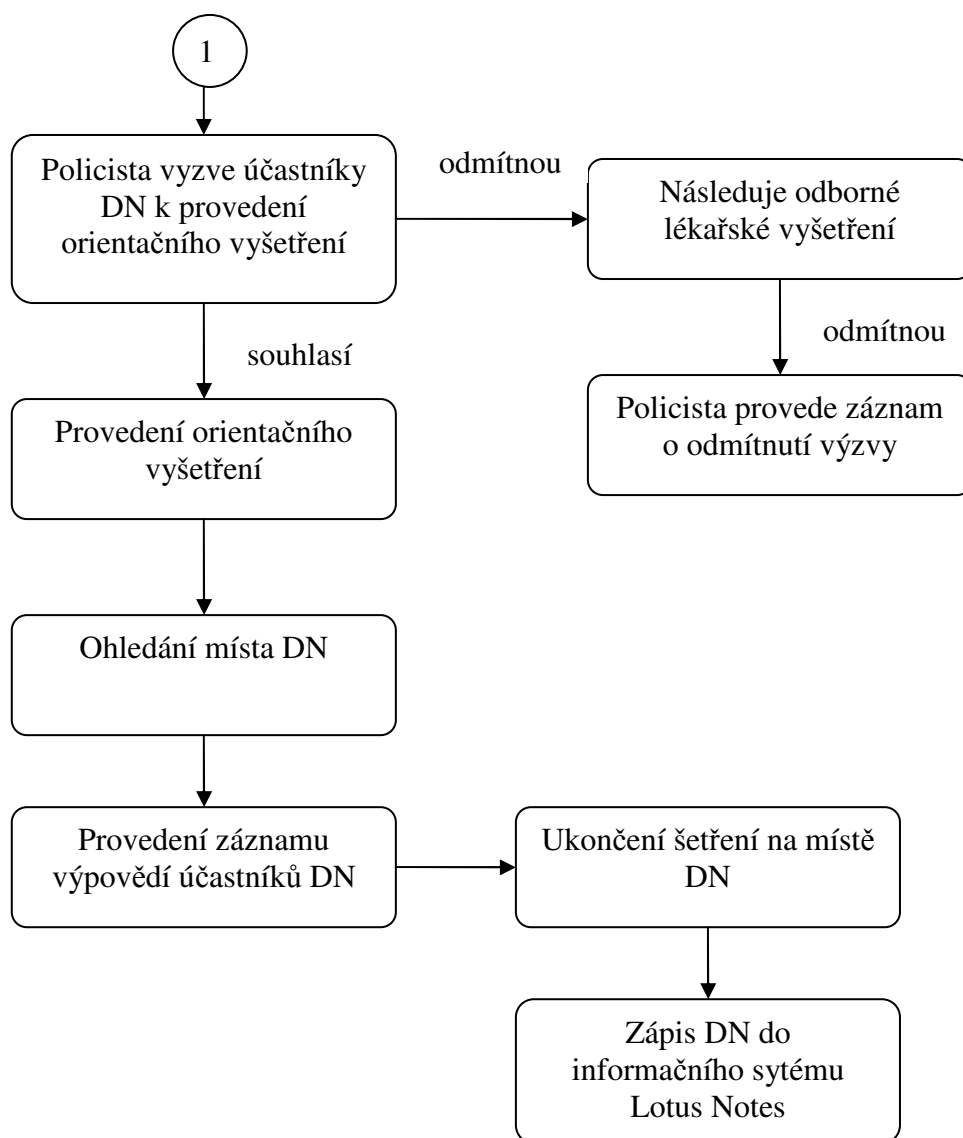 1
Policista vyzve účastníky
DN k provedení
orientačního vyšetření
odmítnou
Následuje odborné
lékařské vyšetření
souhlasí
odmítnou
Provedení orientačního
vyšetření
Policista provede záznam
o odmítnutí výzvy
Ohledání místa DN
Provedení záznamu
výpovědí účastníků DN
Ukončení šetření na místě
DN
Zápis DN do
informačního sytému
Lotus Notes